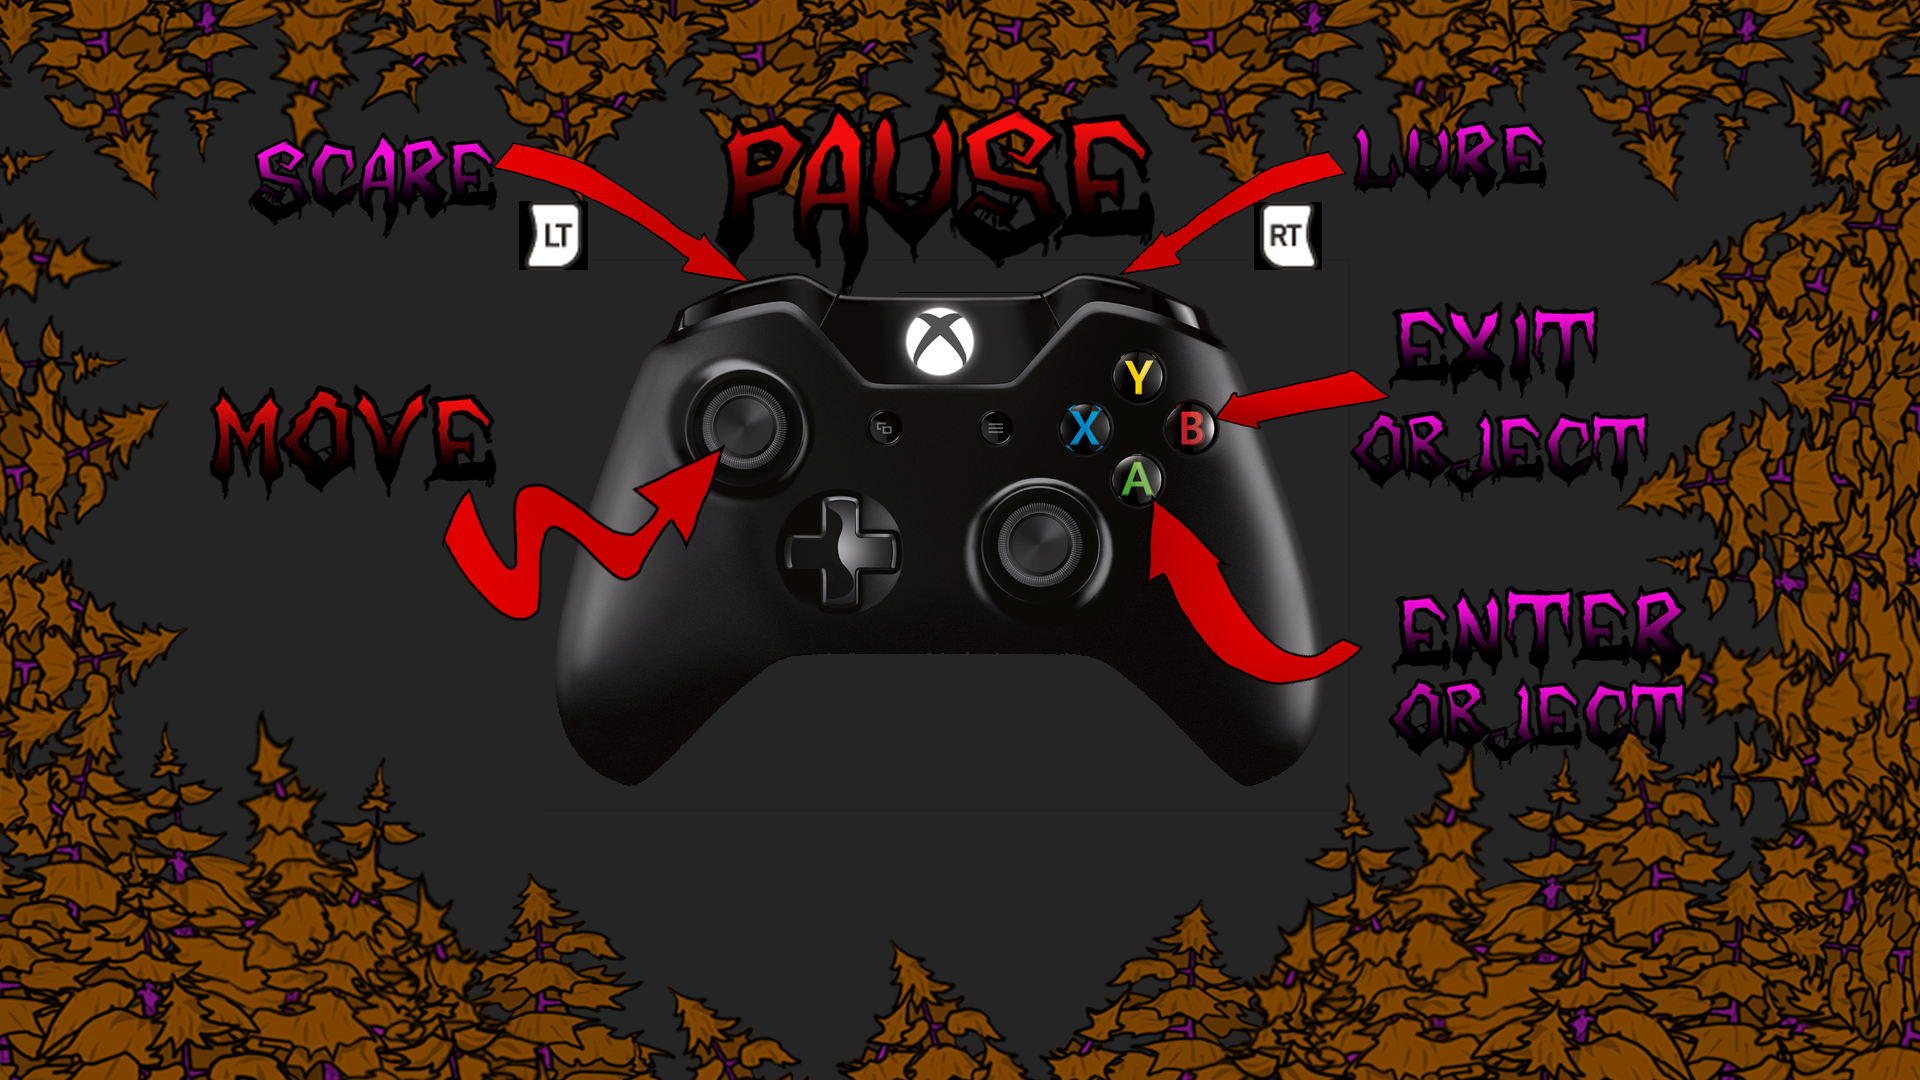 PAUSE
SCARE
LURE
LT
RT
EXIT
OBJECT
MOVE
Y
X
B
A
ENTER
OBJECT